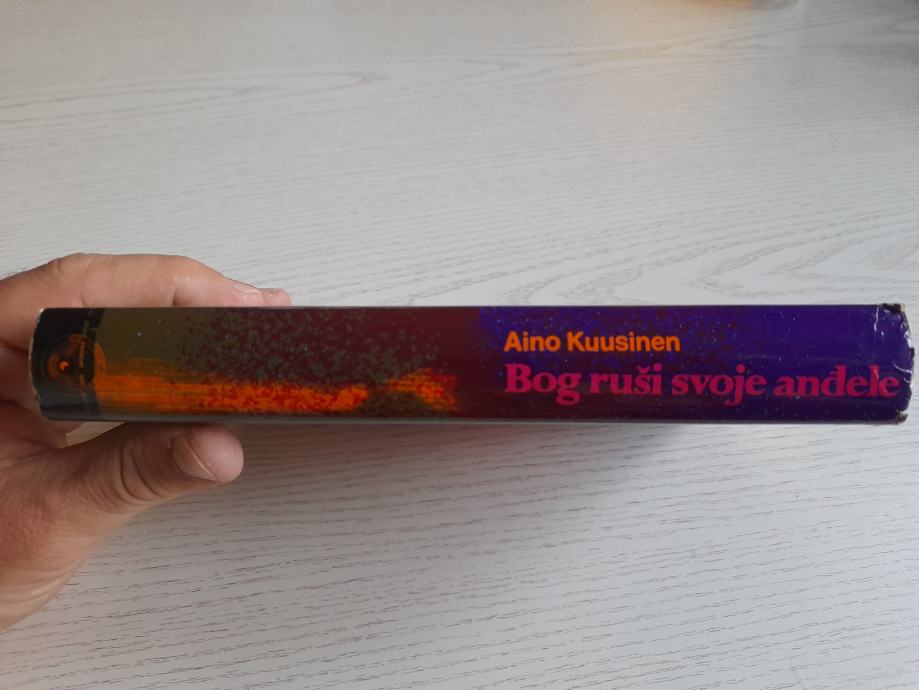 Aino Kuusinen
Bog ruši svoje anđele